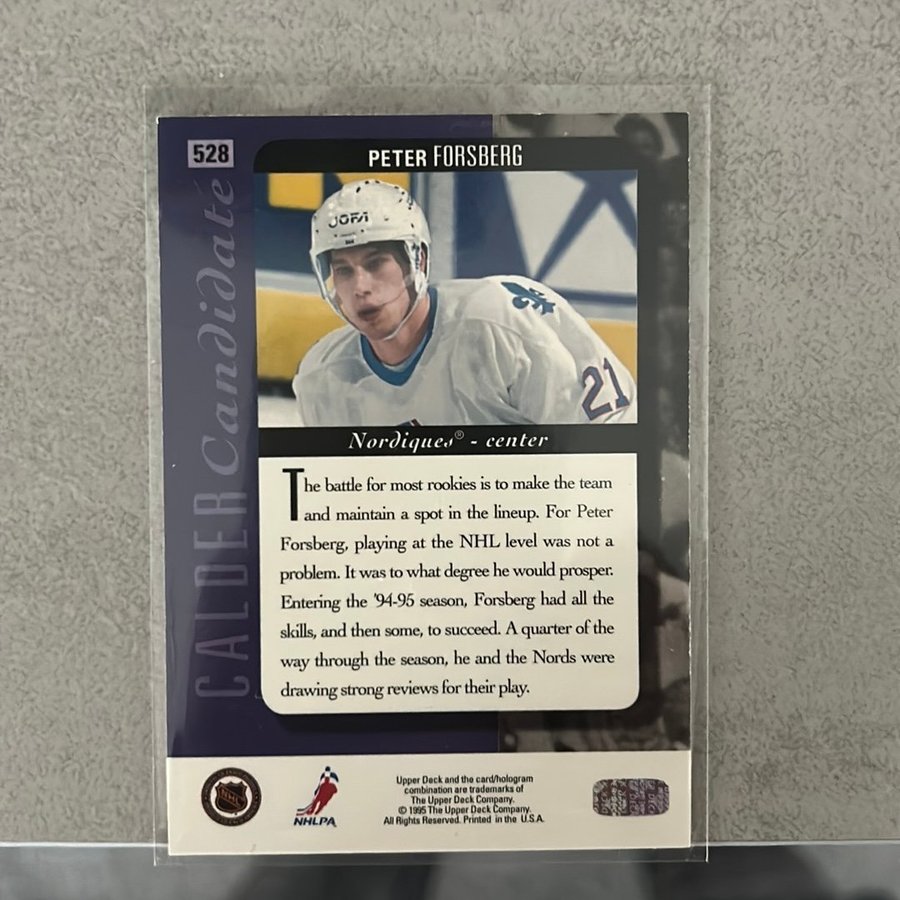 528
PETER FORSBERG
CALDER Candidate
JOFA
21
Nordiques® - center
The battle for most rookies is to make the team
and maintain a spot in the lineup. For Peter
Forsberg, playing at the NHL level was not a
problem. It was to what degree he would prosper.
Entering the '94-95 season, Forsberg had all the
skills, and then some, to succeed. A quarter of the
way through the season, he and the Nords were
drawing strong reviews for their play.
NHL
NHLPA
Upper Deck and the card/hologram
combination are trademarks of
The Upper Deck Company.
© 1995 The Upper Deck Company.
All Rights Reserved. Printed in the U.S.A.